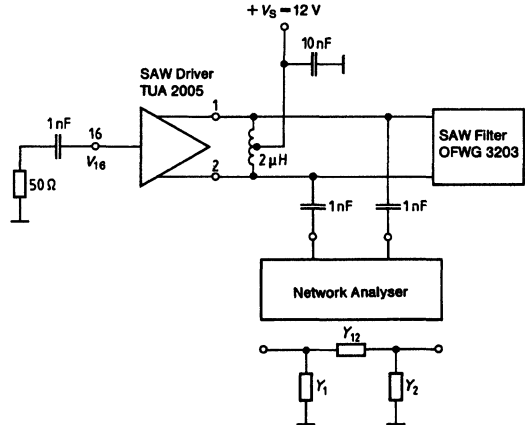 + V_S = 12 V
10 nF
SAW Driver
TUA 2005
1
SAW Filter
OFWG 3203
1 nF
16
V_16
2 μH
2
50 Ω
1 nF
1 nF
Network Analyser
Y_12
Y_1
Y_2